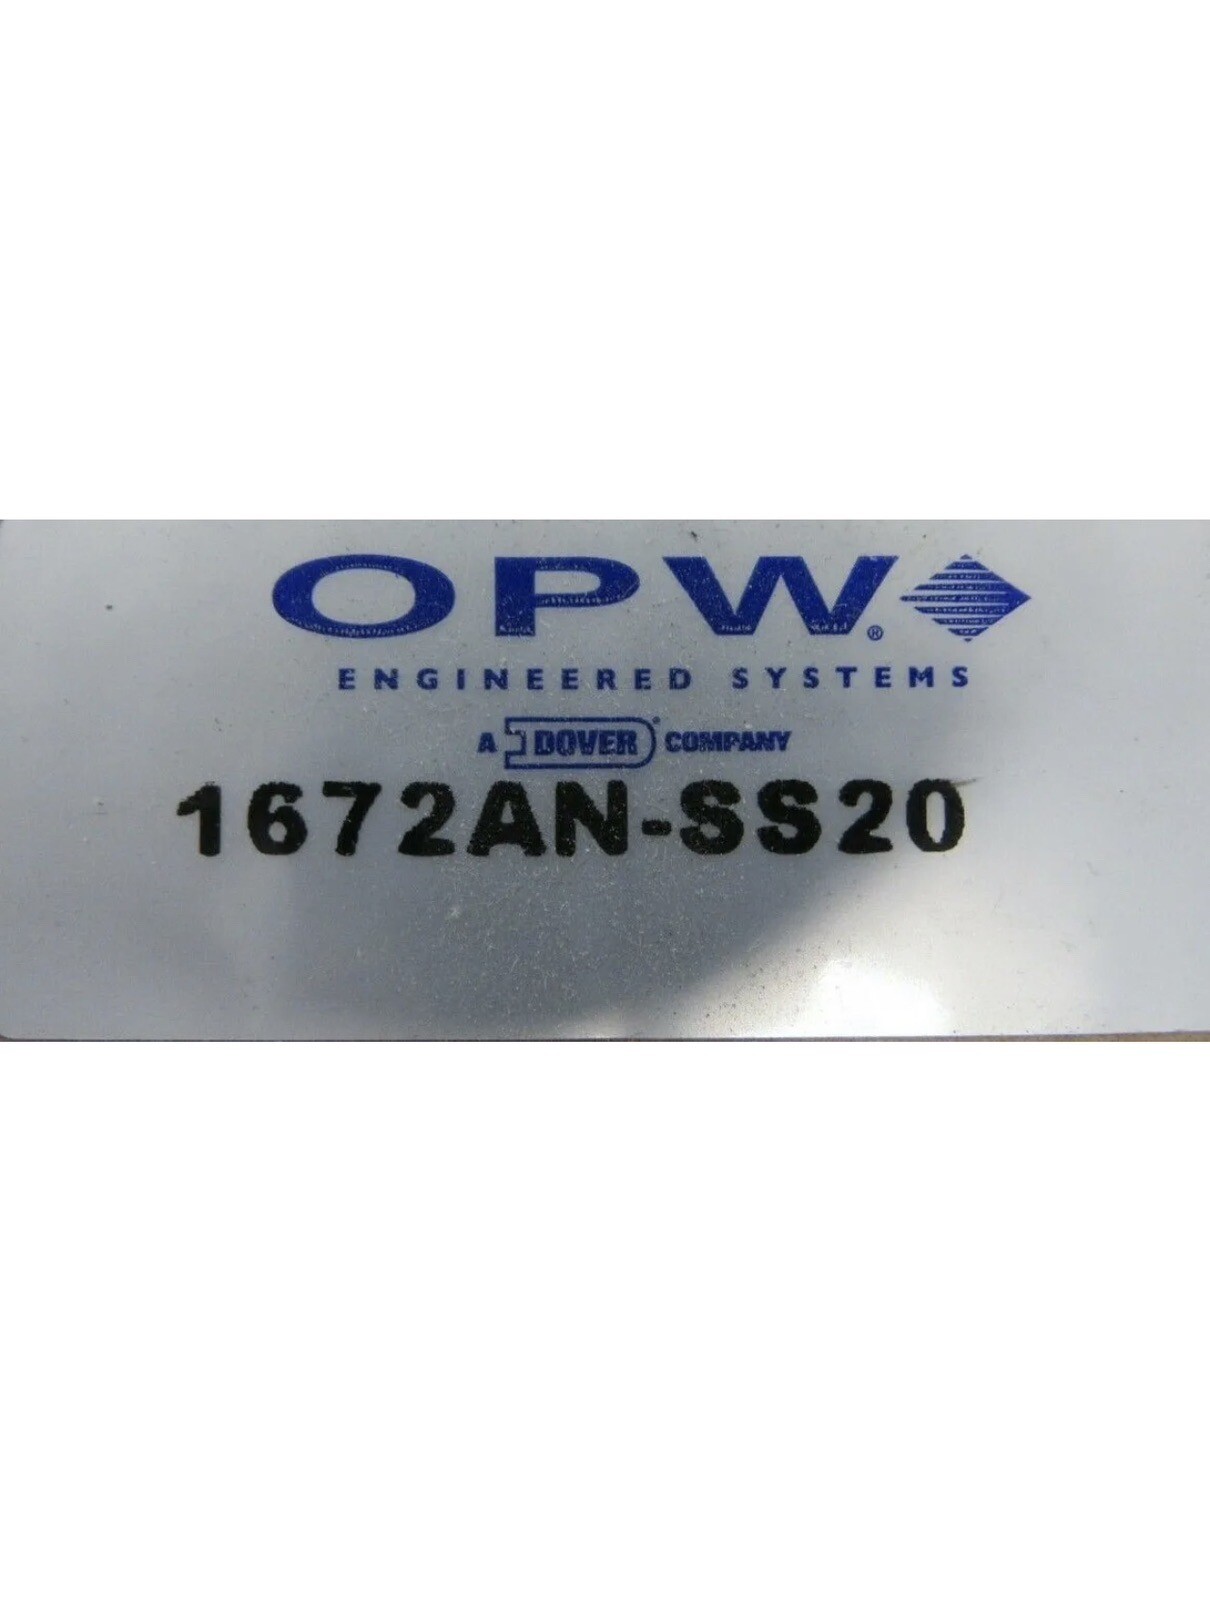 OPW®
ENGINEERED SYSTEMS
A DOVER® COMPANY
1672AN-SS20